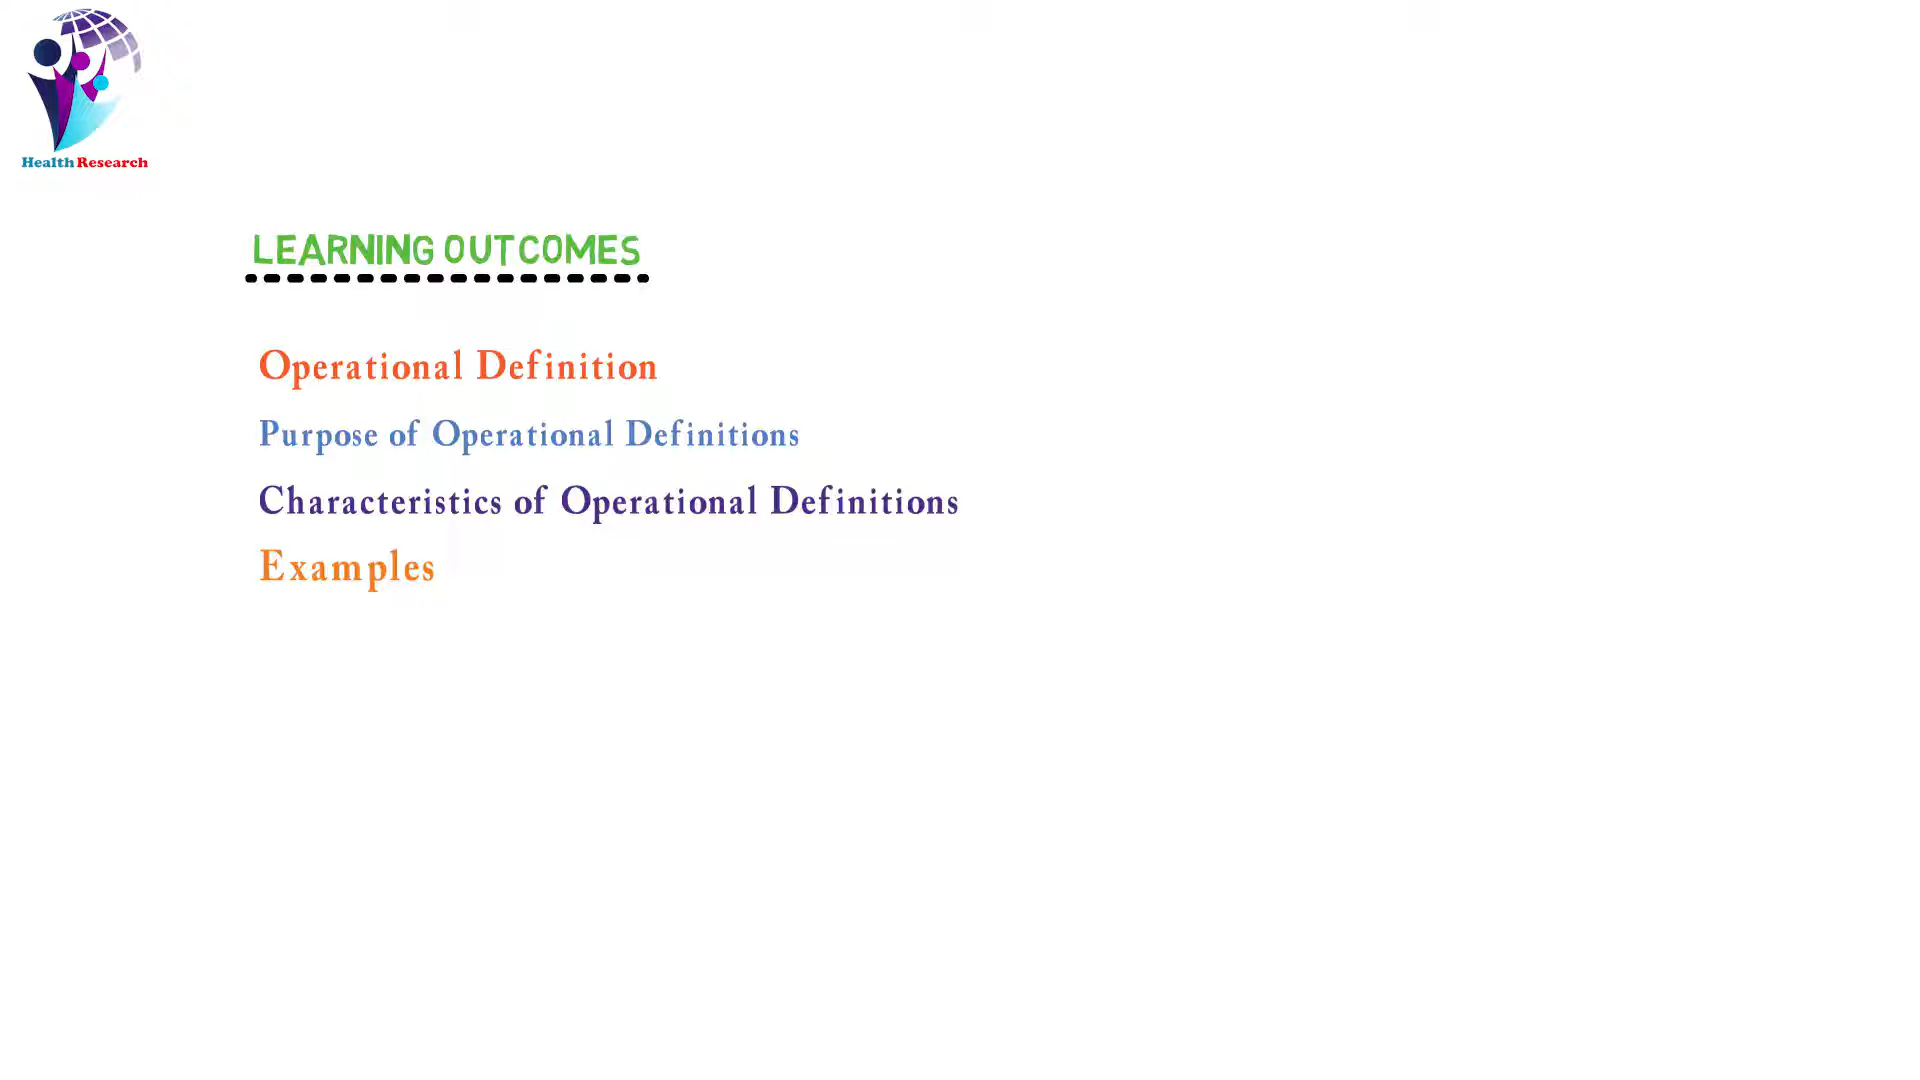 Health Research
LEARNING OUTCOMES
Operational Definition
Purpose of Operational Definitions
Characteristics of Operational Definitions
Examples